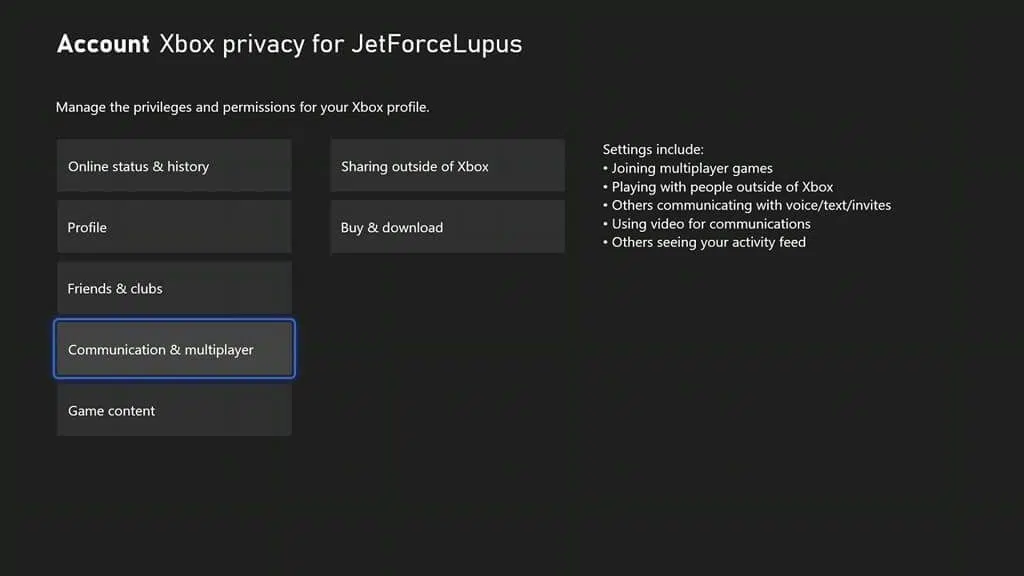 Account Xbox privacy for JetForceLupus
Manage the privileges and permissions for your Xbox profile.
Online status & history
Profile
Friends & clubs
Communication & multiplayer
Game content
Sharing outside of Xbox
Buy & download
Settings include:
• Joining multiplayer games
• Playing with people outside of Xbox
• Others communicating with voice/text/invites
• Using video for communications
• Others seeing your activity feed